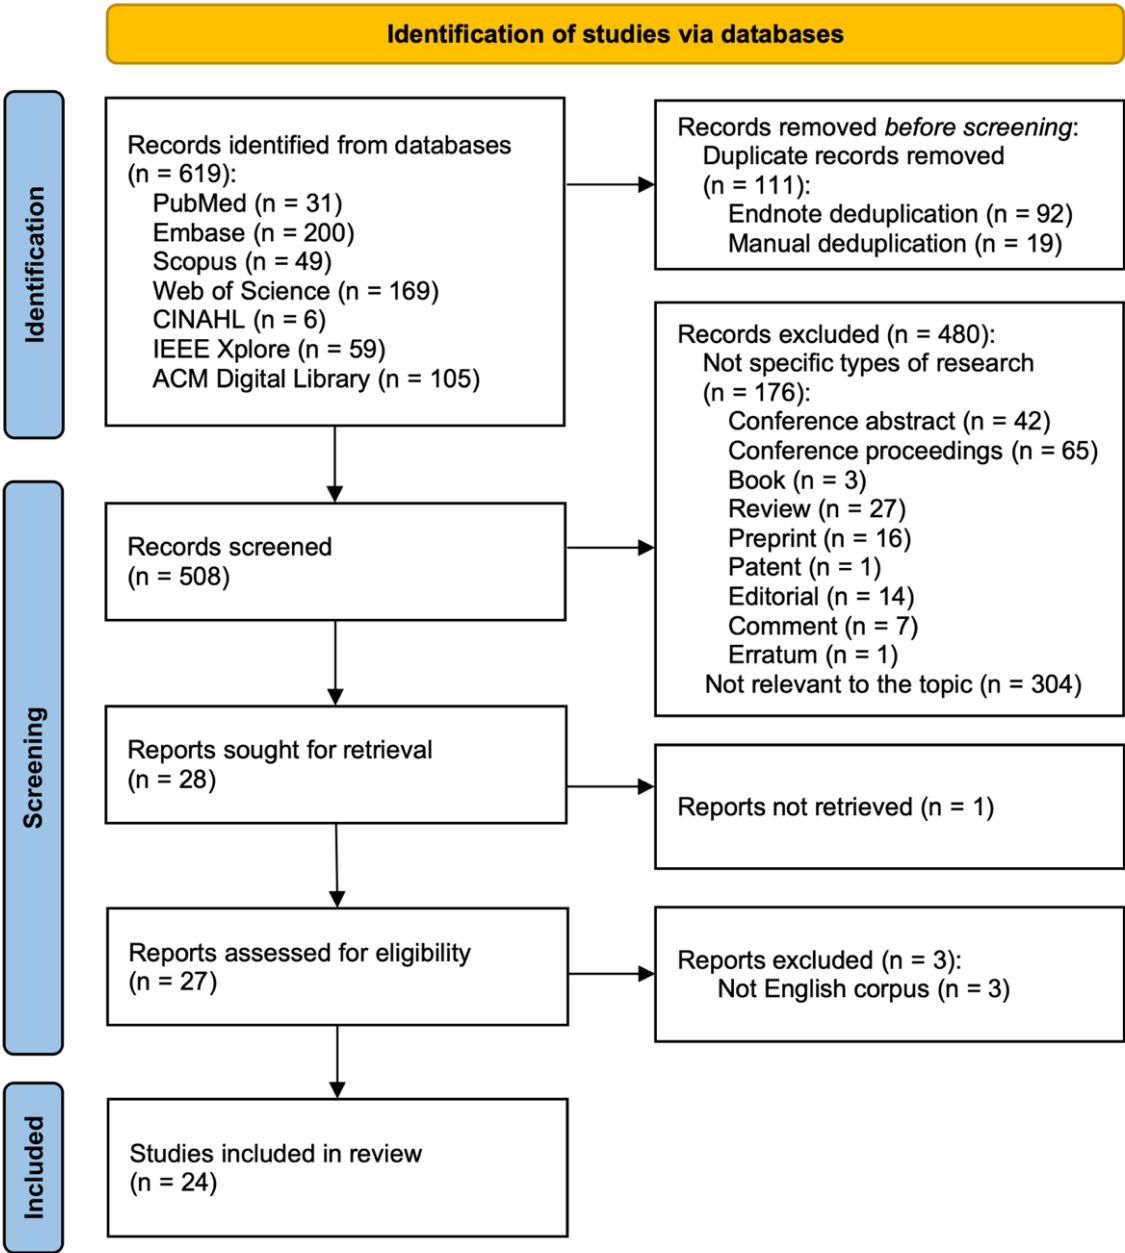 Identification of studies via databases
Identification
Records identified from databases
(n = 619):
PubMed (n = 31)
Embase (n = 200)
Scopus (n = 49)
Web of Science (n = 169)
CINAHL (n = 6)
IEEE Xplore (n = 59)
ACM Digital Library (n = 105)
Records removed before screening:
Duplicate records removed
(n = 111):
Endnote deduplication (n = 92)
Manual deduplication (n = 19)
Screening
Records screened
(n = 508)
Records excluded (n = 480):
Not specific types of research
(n = 176):
Conference abstract (n = 42)
Conference proceedings (n = 65)
Book (n = 3)
Review (n = 27)
Preprint (n = 16)
Patent (n = 1)
Editorial (n = 14)
Comment (n = 7)
Erratum (n = 1)
Not relevant to the topic (n = 304)
Reports sought for retrieval
(n = 28)
Reports not retrieved (n = 1)
Reports assessed for eligibility
(n = 27)
Reports excluded (n = 3):
Not English corpus (n = 3)
Included
Studies included in review
(n = 24)